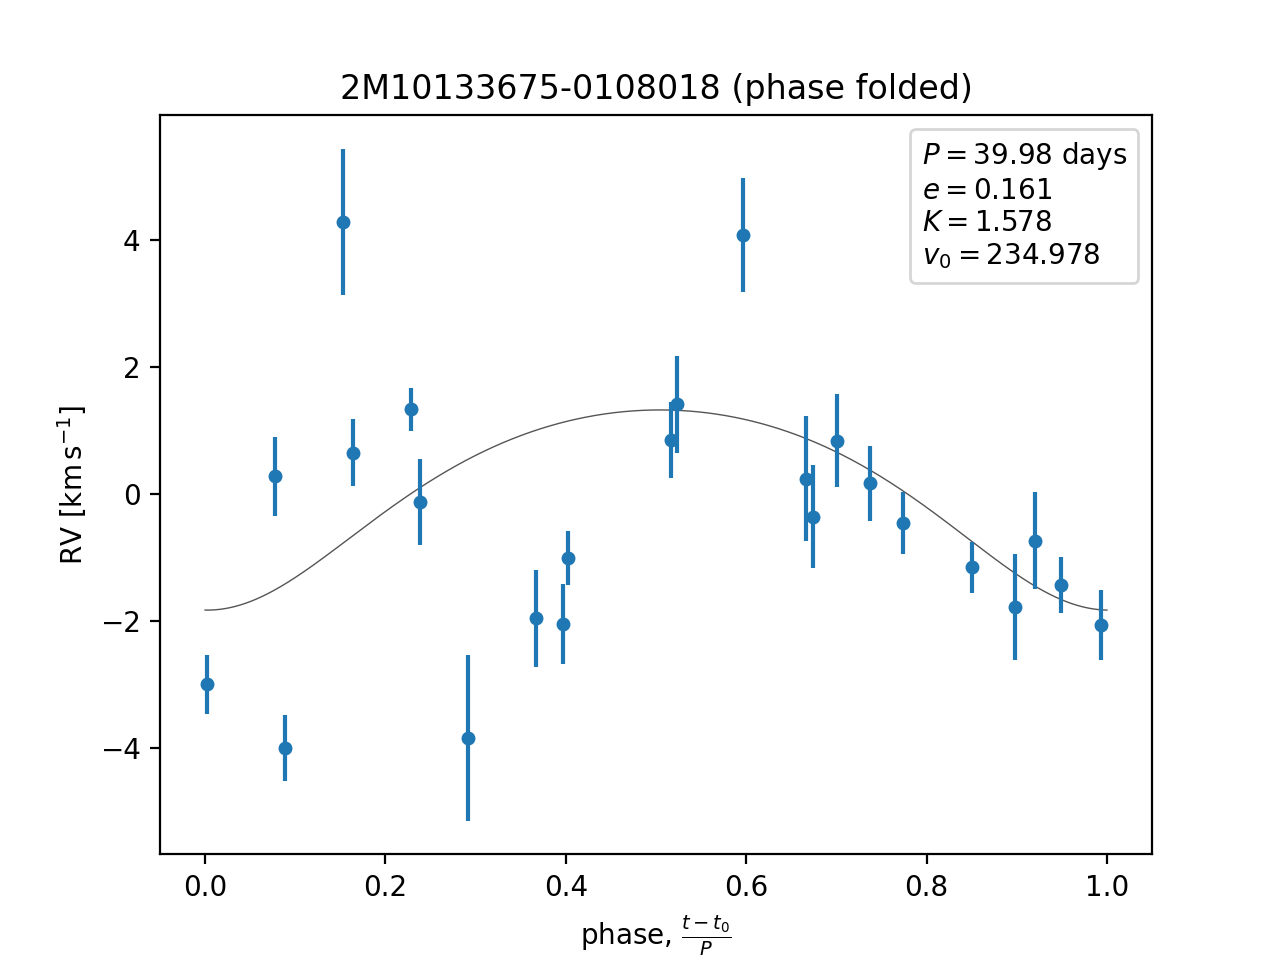 2M10133675-0108018 (phase folded)
P = 39.98 days
e = 0.161
K = 1.578
v₀ = 234.978
4
2
0
−2
−4
RV [km s⁻¹]
0.0 0.2 0.4 0.6 0.8 1.0
phase, (t − t₀)/P